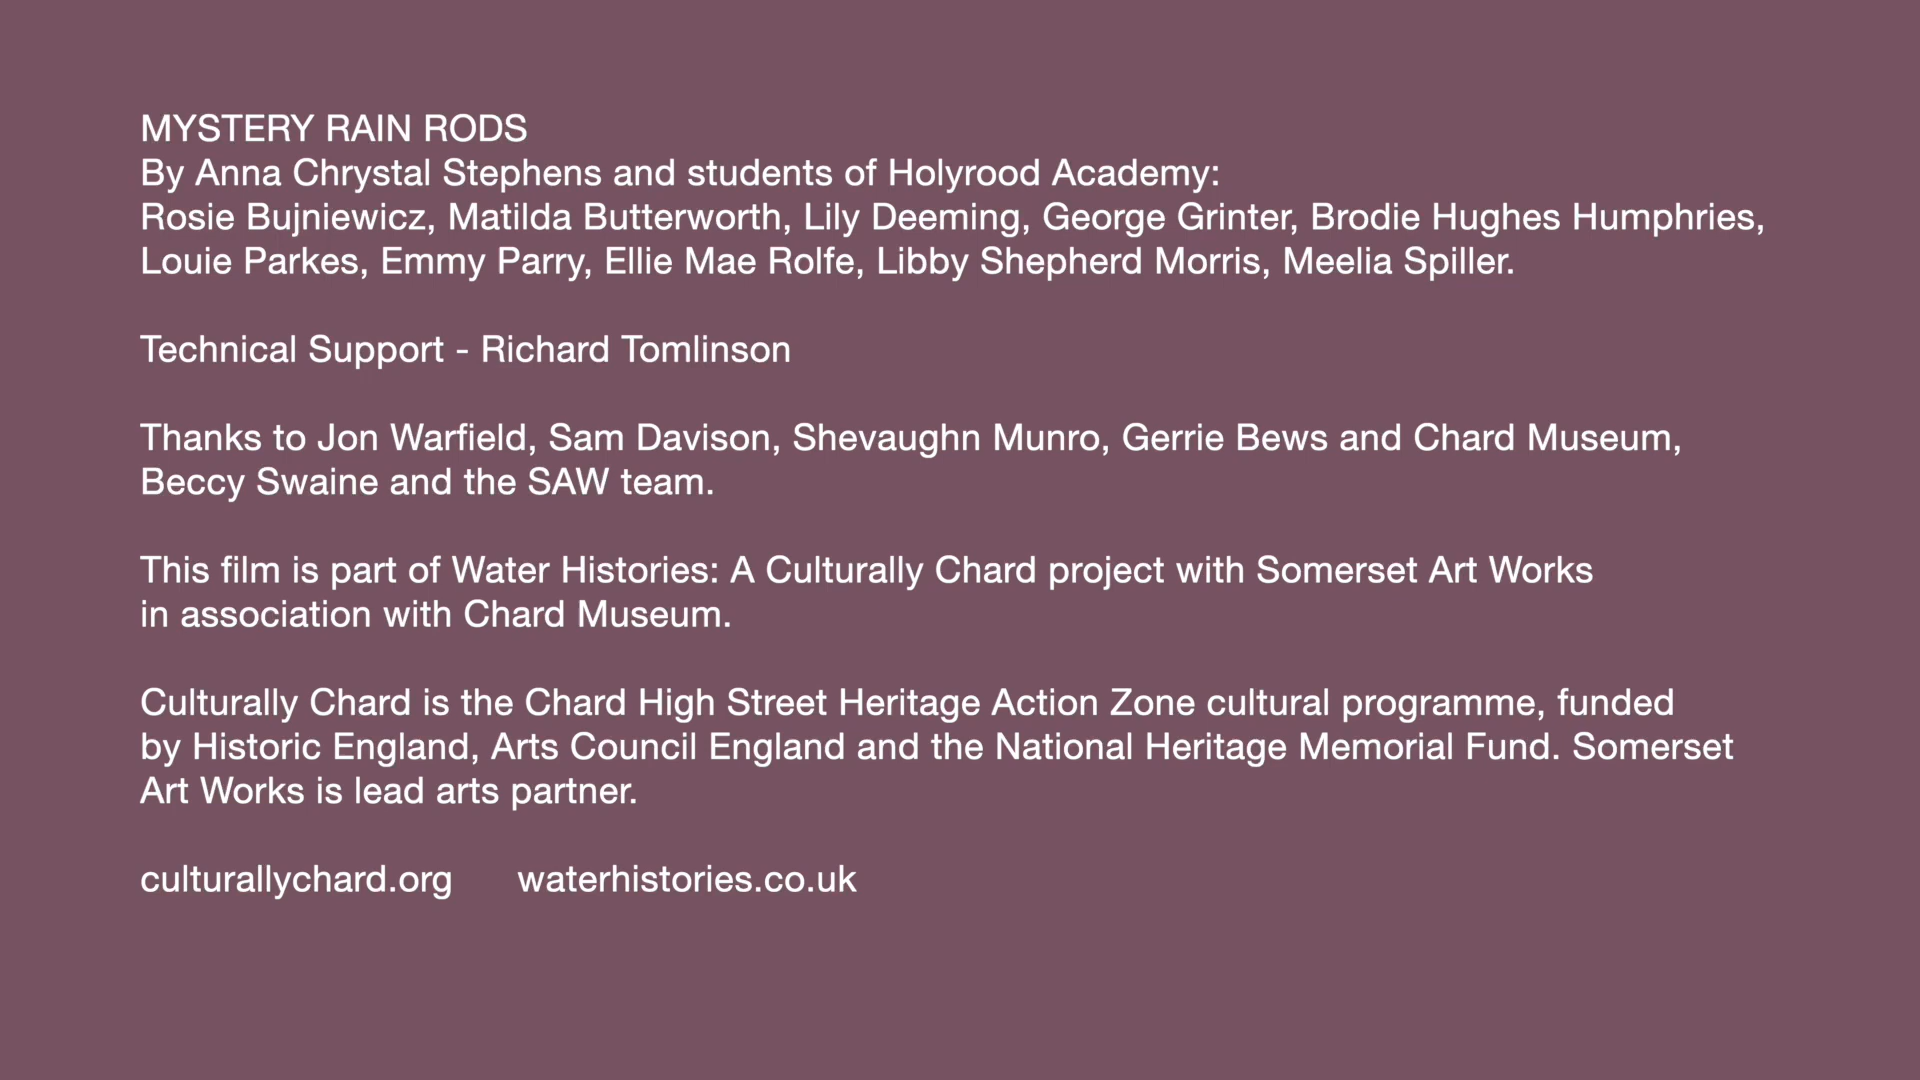 MYSTERY RAIN RODS
By Anna Chrystal Stephens and students of Holyrood Academy:
Rosie Bujniewicz, Matilda Butterworth, Lily Deeming, George Grinter, Brodie Hughes Humphries,
Louie Parkes, Emmy Parry, Ellie Mae Rolfe, Libby Shepherd Morris, Meelia Spiller.
Technical Support - Richard Tomlinson
Thanks to Jon Warfield, Sam Davison, Shevaughn Munro, Gerrie Bews and Chard Museum,
Beccy Swaine and the SAW team.
This film is part of Water Histories: A Culturally Chard project with Somerset Art Works
in association with Chard Museum.
Culturally Chard is the Chard High Street Heritage Action Zone cultural programme, funded
by Historic England, Arts Council England and the National Heritage Memorial Fund. Somerset
Art Works is lead arts partner.
culturallychard.org waterhistories.co.uk